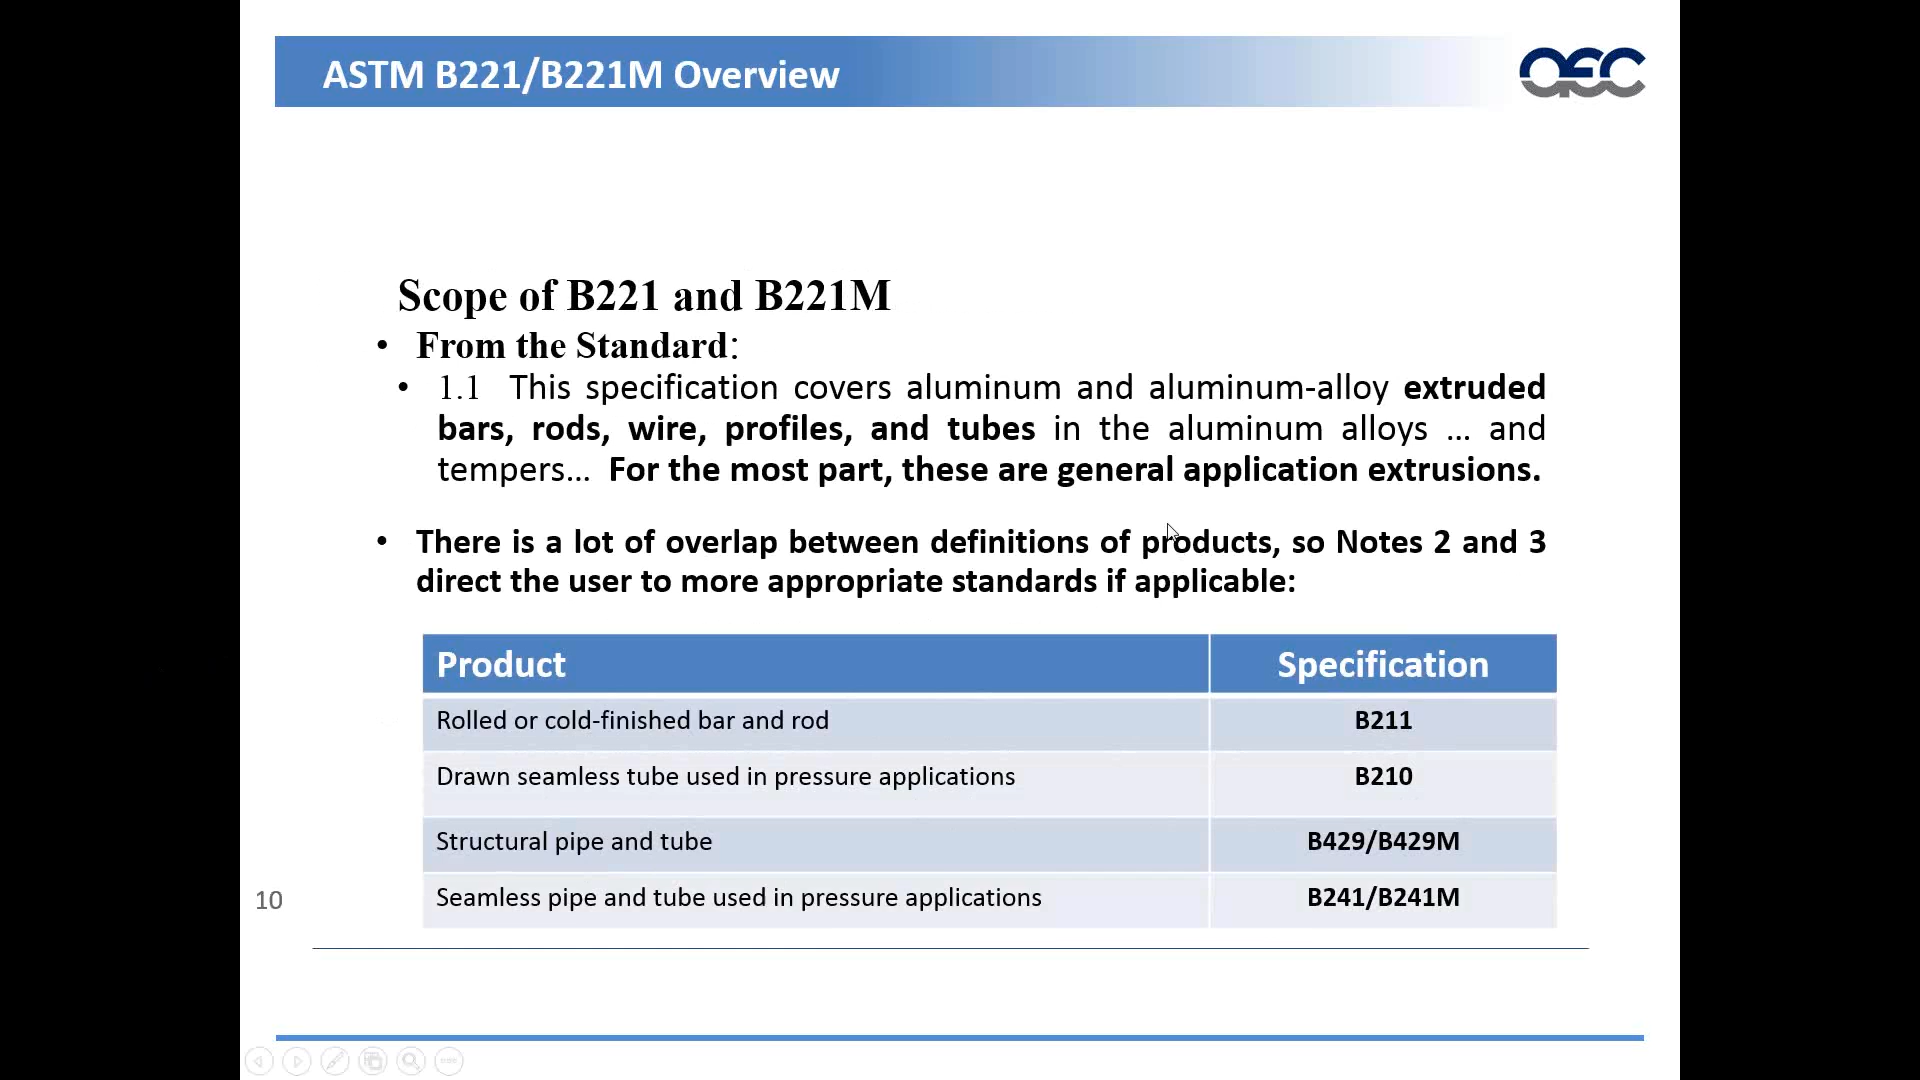 ASTM B221/B221M Overview
aec
Scope of B221 and B221M
• From the Standard:
• 1.1 This specification covers aluminum and aluminum-alloy extruded
bars, rods, wire, profiles, and tubes in the aluminum alloys … and
tempers… For the most part, these are general application extrusions.
• There is a lot of overlap between definitions of products, so Notes 2 and 3
direct the user to more appropriate standards if applicable:
Product Specification
Rolled or cold-finished bar and rod B211
Drawn seamless tube used in pressure applications B210
Structural pipe and tube B429/B429M
Seamless pipe and tube used in pressure applications B241/B241M
10